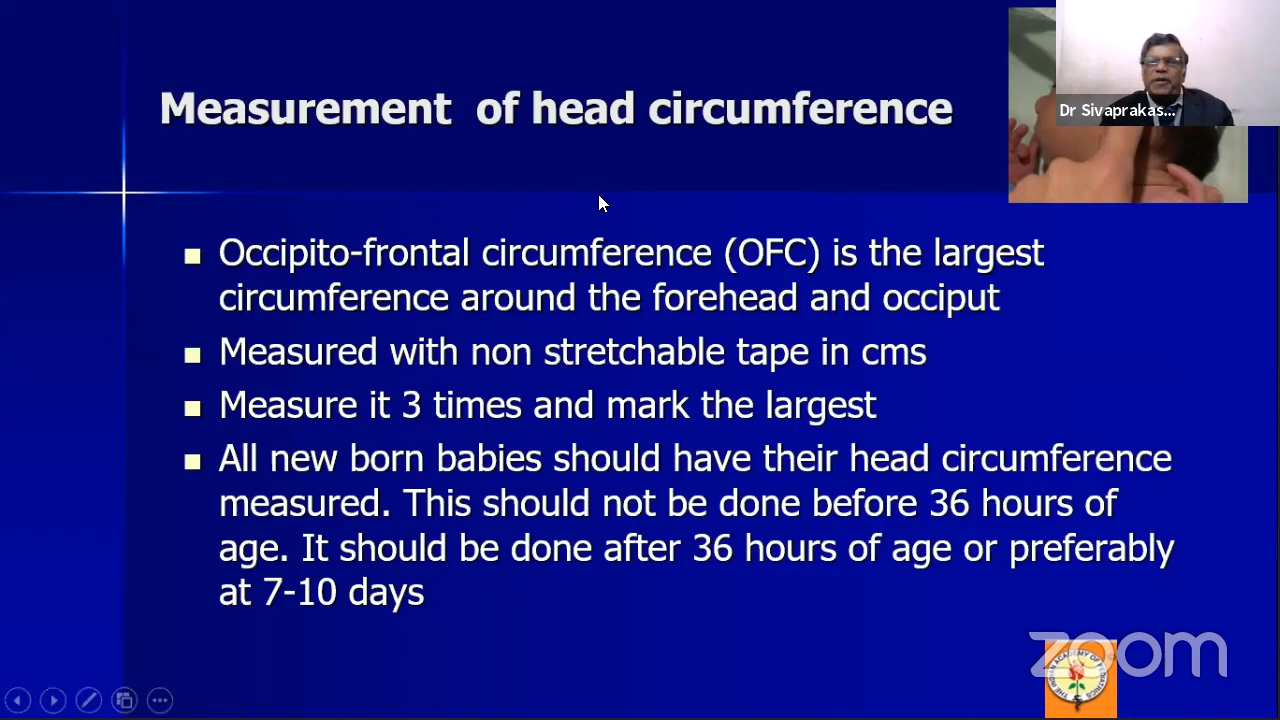 Measurement of head circumference
Dr Sivaprakas...
Occipito-frontal circumference (OFC) is the largest
circumference around the forehead and occiput
Measured with non stretchable tape in cms
Measure it 3 times and mark the largest
All new born babies should have their head circumference
measured. This should not be done before 36 hours of
age. It should be done after 36 hours of age or preferably
at 7-10 days
zoom